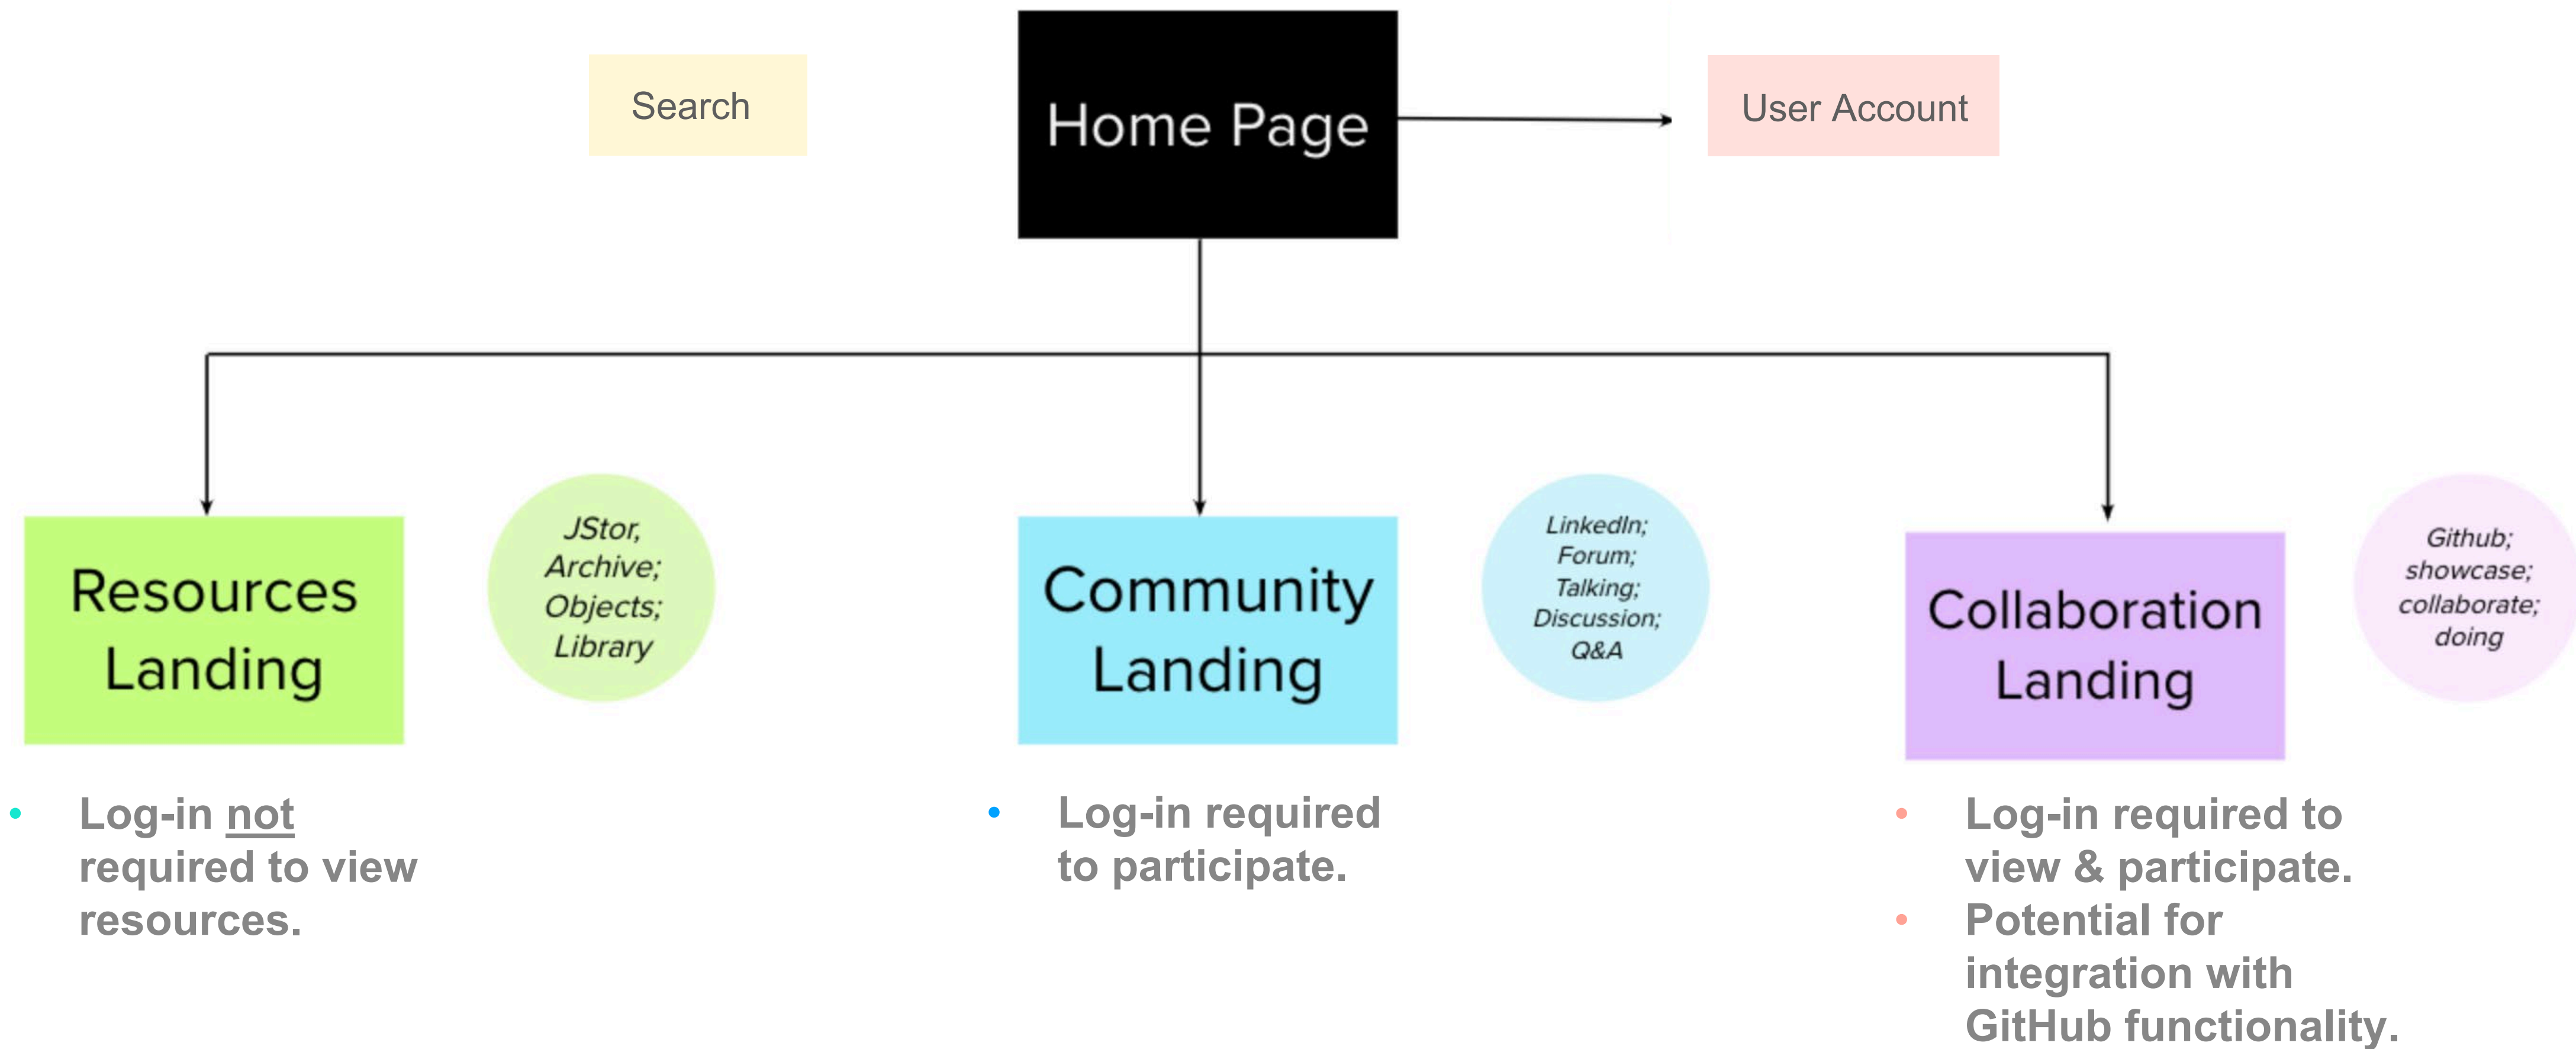 Search
Home Page
User Account
Resources
Landing
JStor,
Archive;
Objects;
Library
Community
Landing
LinkedIn;
Forum;
Talking;
Discussion;
Q&A
Collaboration
Landing
Github;
showcase;
collaborate;
doing
• Log-in not
required to view
resources.
• Log-in required
to participate.
• Log-in required to
view & participate.
• Potential for
integration with
GitHub functionality.